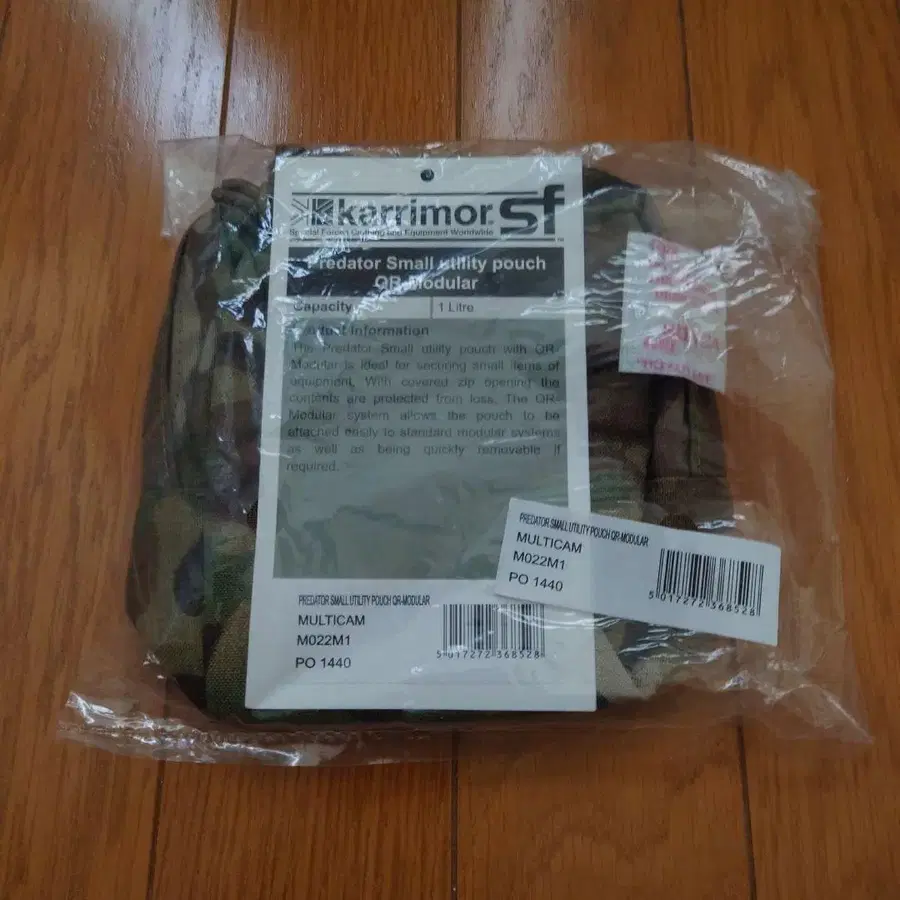 karrimor sf
Special Forces Clothing and Equipment Worldwide
Predator Small utility pouch
QR-Modular
Capacity
1 Litre
Product Information
The Predator Small utility pouch with QR-
Modular is ideal for securing small items of
equipment. With covered zip opening the
contents are protected from loss. The QR-
Modular system allows the pouch to be
attached easily to standard modular systems
as well as being quickly removable if
required.
PREDATOR SMALL UTILITY POUCH QR-MODULAR
MULTICAM
M022M1
PO 1440
5 017272 368528
PREDATOR SMALL UTILITY POUCH QR-MODULAR
MULTICAM
M022M1
PO 1440
5 017272 368528